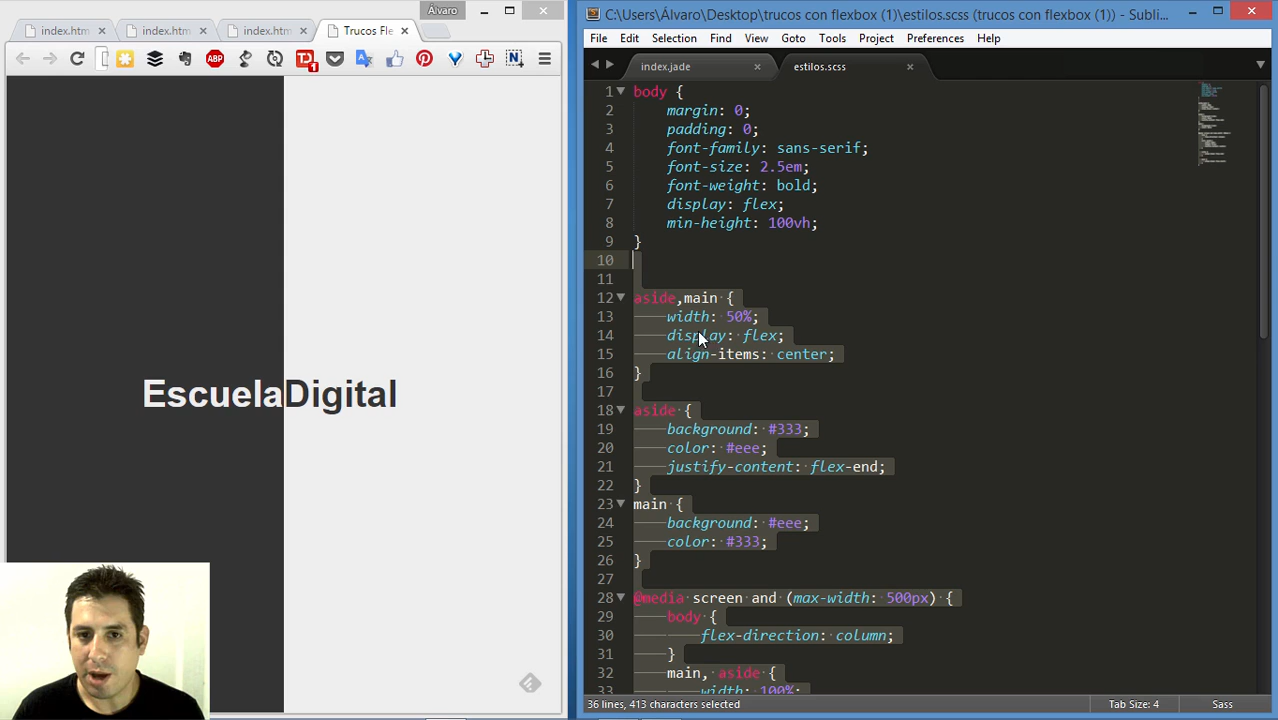 Álvaro
index.htm
index.htm
index.htm
Trucos Fle
C:\Users\Álvaro\Desktop\trucos con flexbox (1)\estilos.scss (trucos con flexbox (1)) - Sublim...
File Edit Selection Find View Goto Tools Project Preferences Help
index.jade
estilos.scss
ABP
TD
1
N
EscuelaDigital
1 body {
2 margin: 0;
3 padding: 0;
4 font-family: sans-serif;
5 font-size: 2.5em;
6 font-weight: bold;
7 display: flex;
8 min-height: 100vh;
9 }
10
11
12 aside,main {
13 width: 50%;
14 display: flex;
15 align-items: center;
16 }
17
18 aside {
19 background: #333;
20 color: #eee;
21 justify-content: flex-end;
22 }
23 main {
24 background: #eee;
25 color: #333;
26 }
27
28 @media screen and (max-width: 500px) {
29 body {
30 flex-direction: column;
31 }
32 main, aside {
33 width: 100%;
36 lines, 413 characters selected
Tab Size: 4
Sass